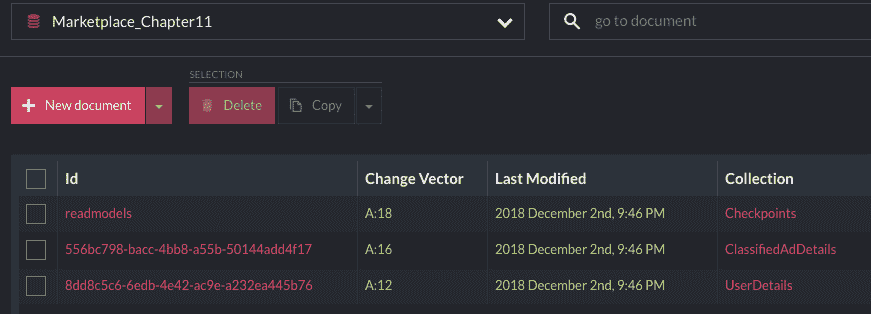 Marketplace_Chapter11 go to document
SELECTION
New document Delete Copy
Id Change Vector Last Modified Collection
readmodels A:18 2018 December 2nd, 9:46 PM Checkpoints
556bc798-bacc-4bb8-a55b-50144add4f17 A:16 2018 December 2nd, 9:46 PM ClassifiedAdDetails
8dd8c5c6-6edb-4e42-ac9e-a232ea445b76 A:12 2018 December 2nd, 9:46 PM UserDetails